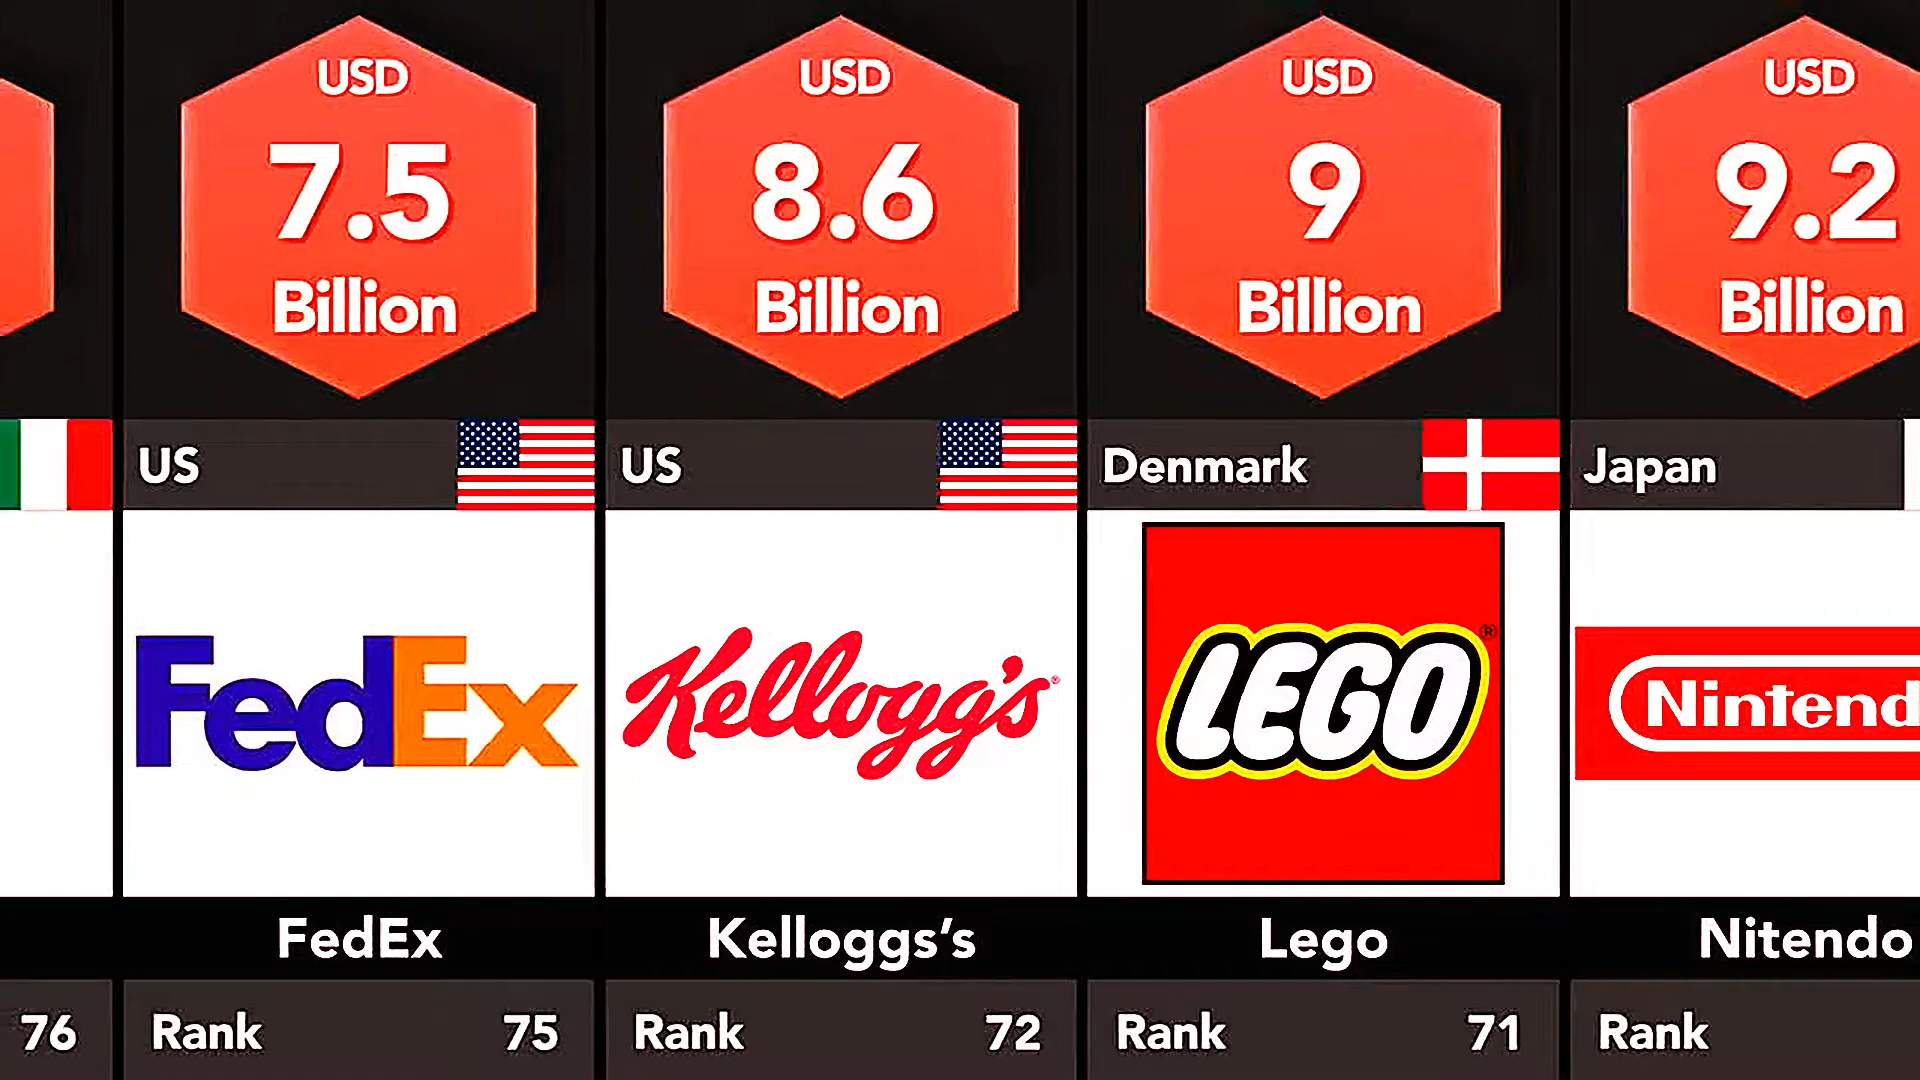 USD
7.5
Billion
US
FedEx
FedEx
Rank 75
USD
8.6
Billion
US
Kellogg's
Kelloggs's
Rank 72
USD
9
Billion
Denmark
LEGO ®
Lego
Rank 71
USD
9.2
Billion
Japan
Nintend
Nitendo
Rank
76